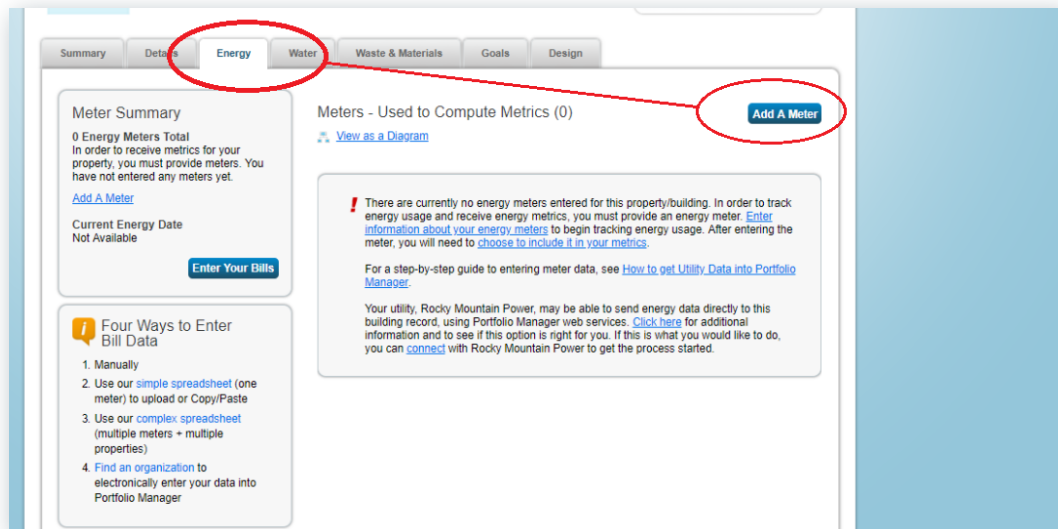 Summary
Details
Energy
Water
Waste & Materials
Goals
Design
Meter Summary
0 Energy Meters Total
In order to receive metrics for your
property, you must provide meters. You
have not entered any meters yet.
Add A Meter
Current Energy Date
Not Available
Enter Your Bills
Four Ways to Enter
Bill Data
1. Manually
2. Use our simple spreadsheet (one
meter) to upload or Copy/Paste
3. Use our complex spreadsheet
(multiple meters + multiple
properties)
4. Find an organization to
electronically enter your data into
Portfolio Manager
Meters - Used to Compute Metrics (0)
Add A Meter
View as a Diagram
There are currently no energy meters entered for this property/building. In order to track
energy usage and receive energy metrics, you must provide an energy meter. Enter
information about your energy meters to begin tracking energy usage. After entering the
meter, you will need to choose to include it in your metrics.
For a step-by-step guide to entering meter data, see How to get Utility Data into Portfolio
Manager.
Your utility, Rocky Mountain Power, may be able to send energy data directly to this
building record, using Portfolio Manager web services. Click here for additional
information and to see if this option is right for you. If this is what you would like to do,
you can connect with Rocky Mountain Power to get the process started.